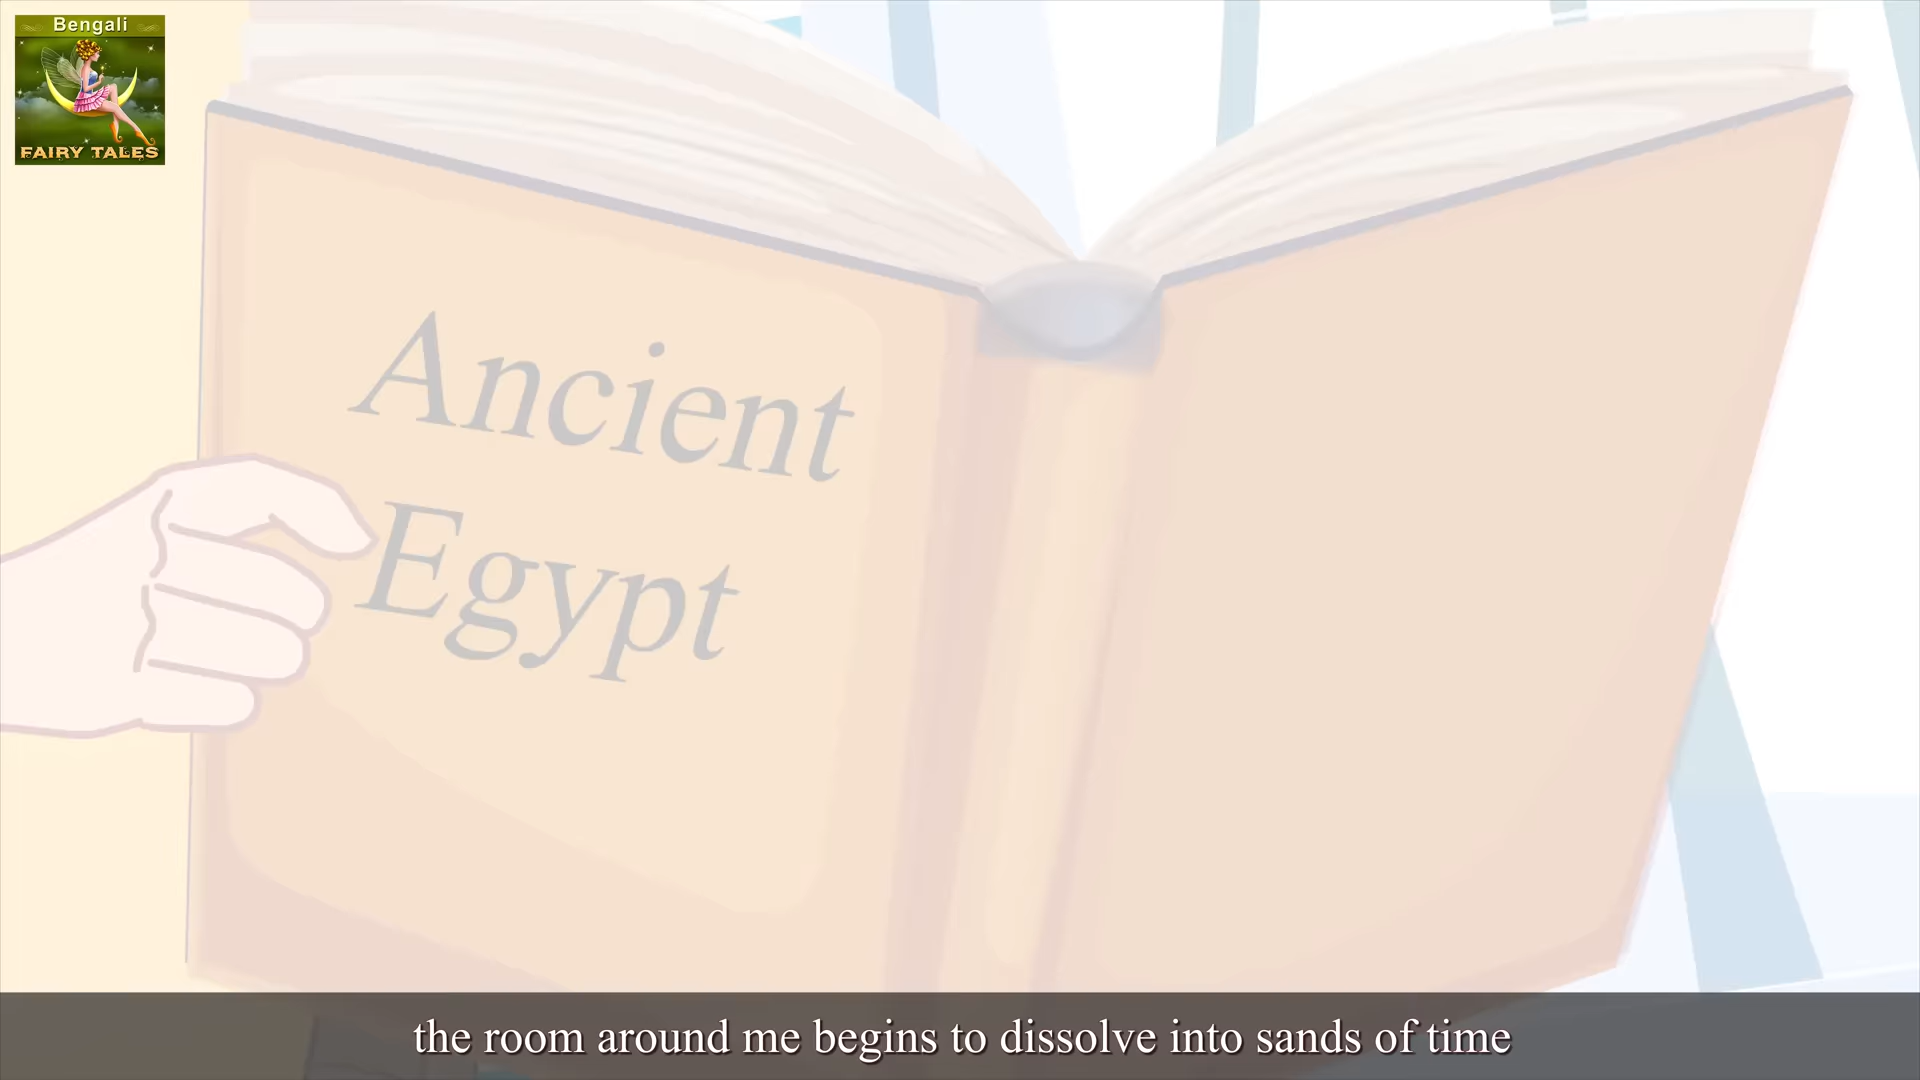 Bengali
FAIRY TALES
Ancient
Egypt
the room around me begins to dissolve into sands of time